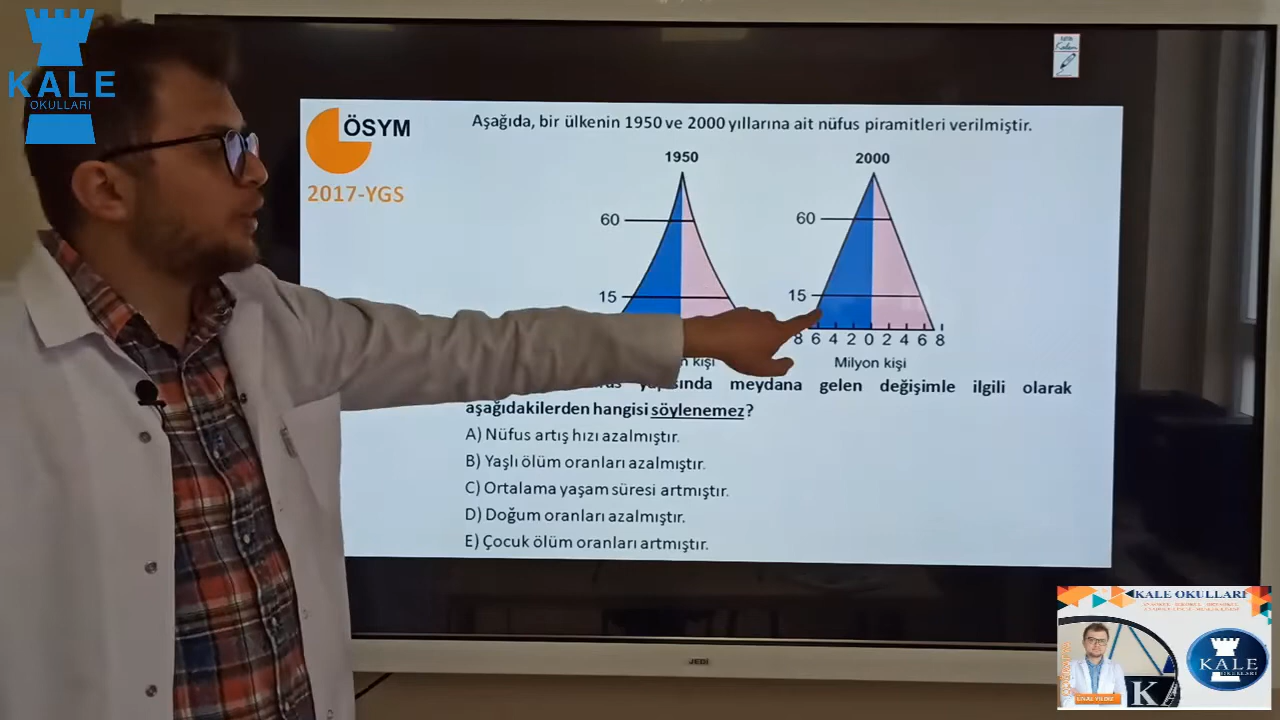 KALE
OKULLARI
ÖSYM
2017-YGS
Aşağıda, bir ülkenin 1950 ve 2000 yıllarına ait nüfus piramitleri verilmiştir.
1950
2000
60
60
15
15
8 6 4 2 0 2 4 6 8
kişi
Milyon kişi
meydana gelen değişimle ilgili olarak
aşağıdakilerden hangisi söylenemez?
A) Nüfus artış hızı azalmıştır.
B) Yaşlı ölüm oranları azalmıştır.
C) Ortalama yaşam süresi artmıştır.
D) Doğum oranları azalmıştır.
E) Çocuk ölüm oranları artmıştır.
JEDI
KALE OKULLARI
KALE
OKULLARI
K